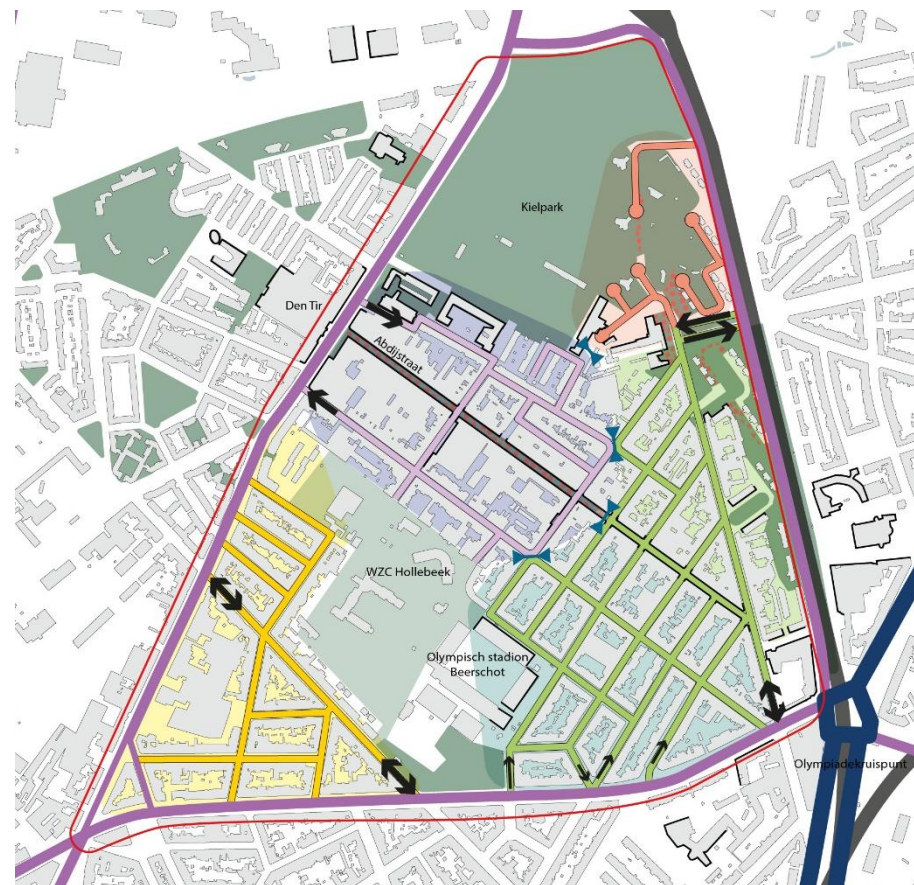 Kielpark
Den Tir
Abdijstraat
WZC Hollebeek
Olympisch stadion
Beerschot
Olympiadekruispunt